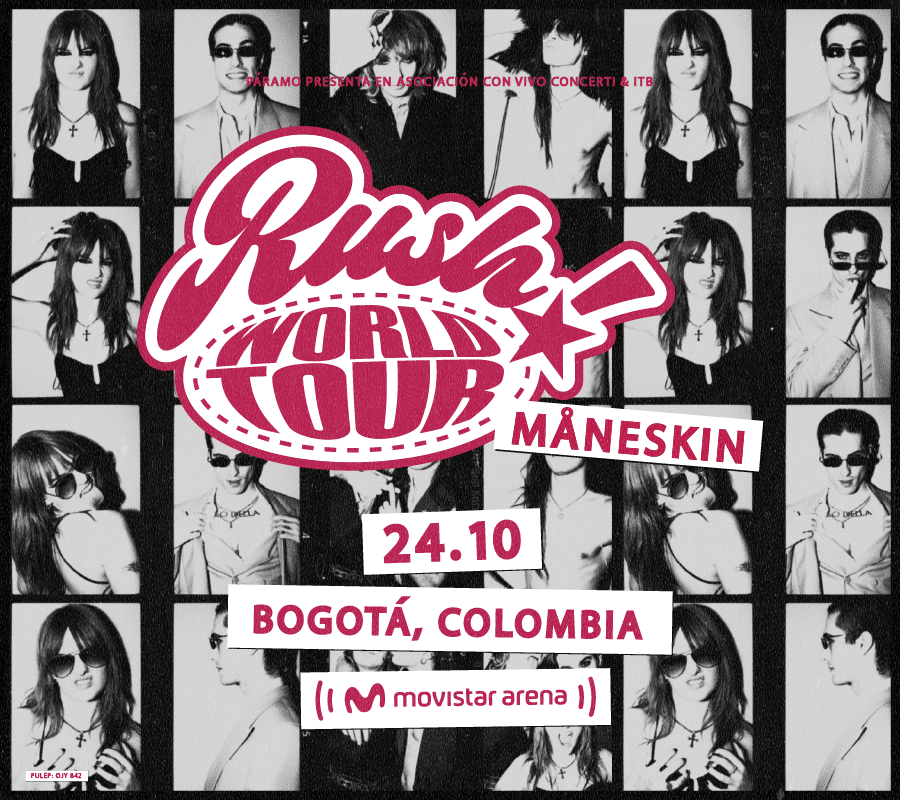 PÁRAMO PRESENTA EN ASOCIACIÓN CON VIVO CONCERTI & ITB
Rush!
WORLD
TOUR
MÅNESKIN
24.10
BOGOTÁ, COLOMBIA
movistar arena
PULEP: OJY 842